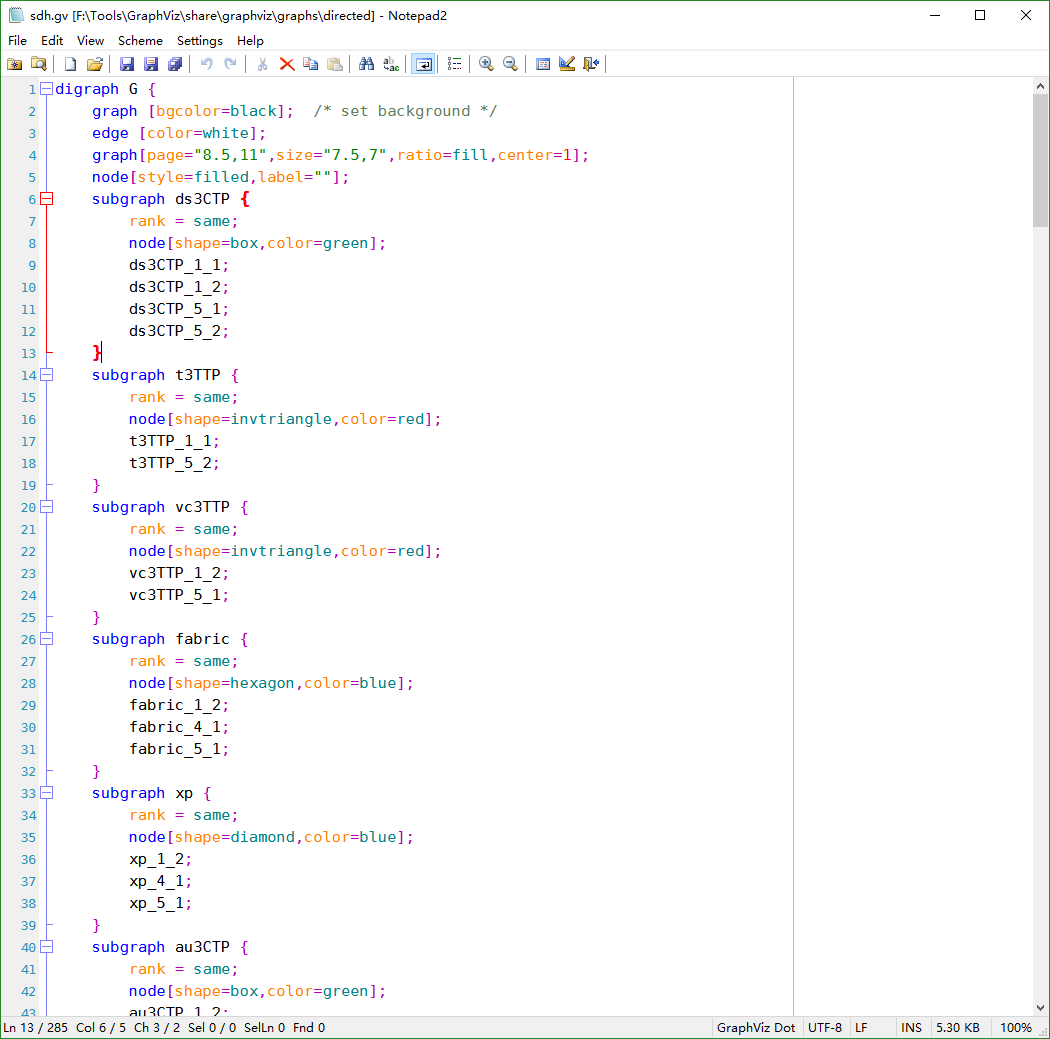 sdh.gv [F:\Tools\GraphViz\share\graphviz\graphs\directed] - Notepad2
File Edit View Scheme Settings Help
1 digraph G {
2 graph [bgcolor=black]; /* set background */
3 edge [color=white];
4 graph[page="8.5,11",size="7.5,7",ratio=fill,center=1];
5 node[style=filled,label=""];
6 subgraph ds3CTP {
7 rank = same;
8 node[shape=box,color=green];
9 ds3CTP_1_1;
10 ds3CTP_1_2;
11 ds3CTP_5_1;
12 ds3CTP_5_2;
13 }
14 subgraph t3TTP {
15 rank = same;
16 node[shape=invtriangle,color=red];
17 t3TTP_1_1;
18 t3TTP_5_2;
19 }
20 subgraph vc3TTP {
21 rank = same;
22 node[shape=invtriangle,color=red];
23 vc3TTP_1_2;
24 vc3TTP_5_1;
25 }
26 subgraph fabric {
27 rank = same;
28 node[shape=hexagon,color=blue];
29 fabric_1_2;
30 fabric_4_1;
31 fabric_5_1;
32 }
33 subgraph xp {
34 rank = same;
35 node[shape=diamond,color=blue];
36 xp_1_2;
37 xp_4_1;
38 xp_5_1;
39 }
40 subgraph au3CTP {
41 rank = same;
42 node[shape=box,color=green];
43 au3CTP_1_2;
Ln 13 / 285 Col 6 / 5 Ch 3 / 2 Sel 0 / 0 SelLn 0 Fnd 0 GraphViz Dot UTF-8 LF INS 5.30 KB 100%